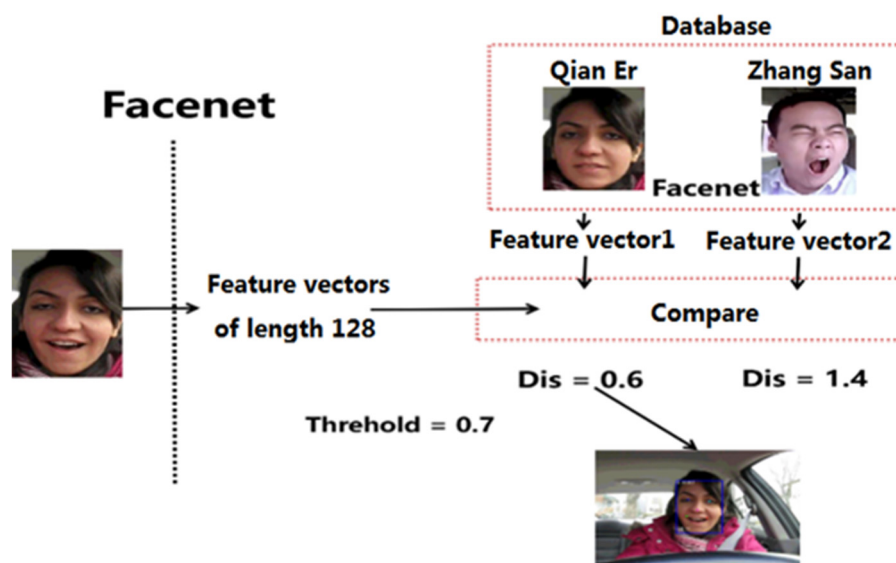 Database
Qian Er
Zhang San
Facenet
Facenet
Feature vector1
Feature vector2
Feature vectors
of length 128
Compare
Dis = 0.6
Dis = 1.4
Threhold = 0.7